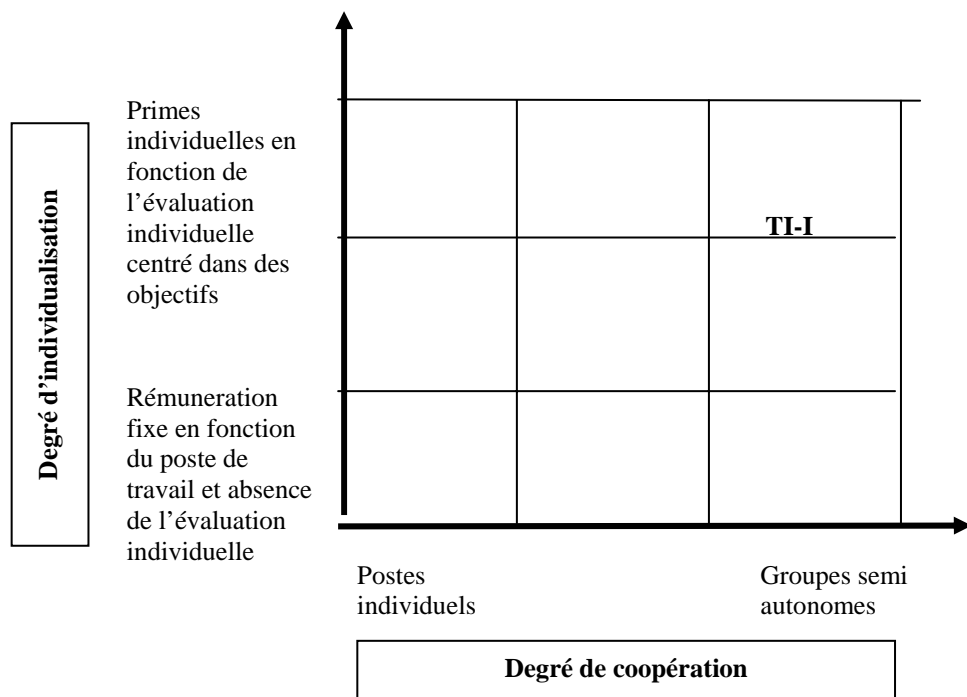 Degré d’individualisation
Primes
individuelles en
fonction de
l’évaluation
individuelle
centré dans des
objectifs
TI-I
Rémuneration
fixe en fonction
du poste de
travail et absence
de l’évaluation
individuelle
Postes
individuels
Groupes semi
autonomes
Degré de coopération